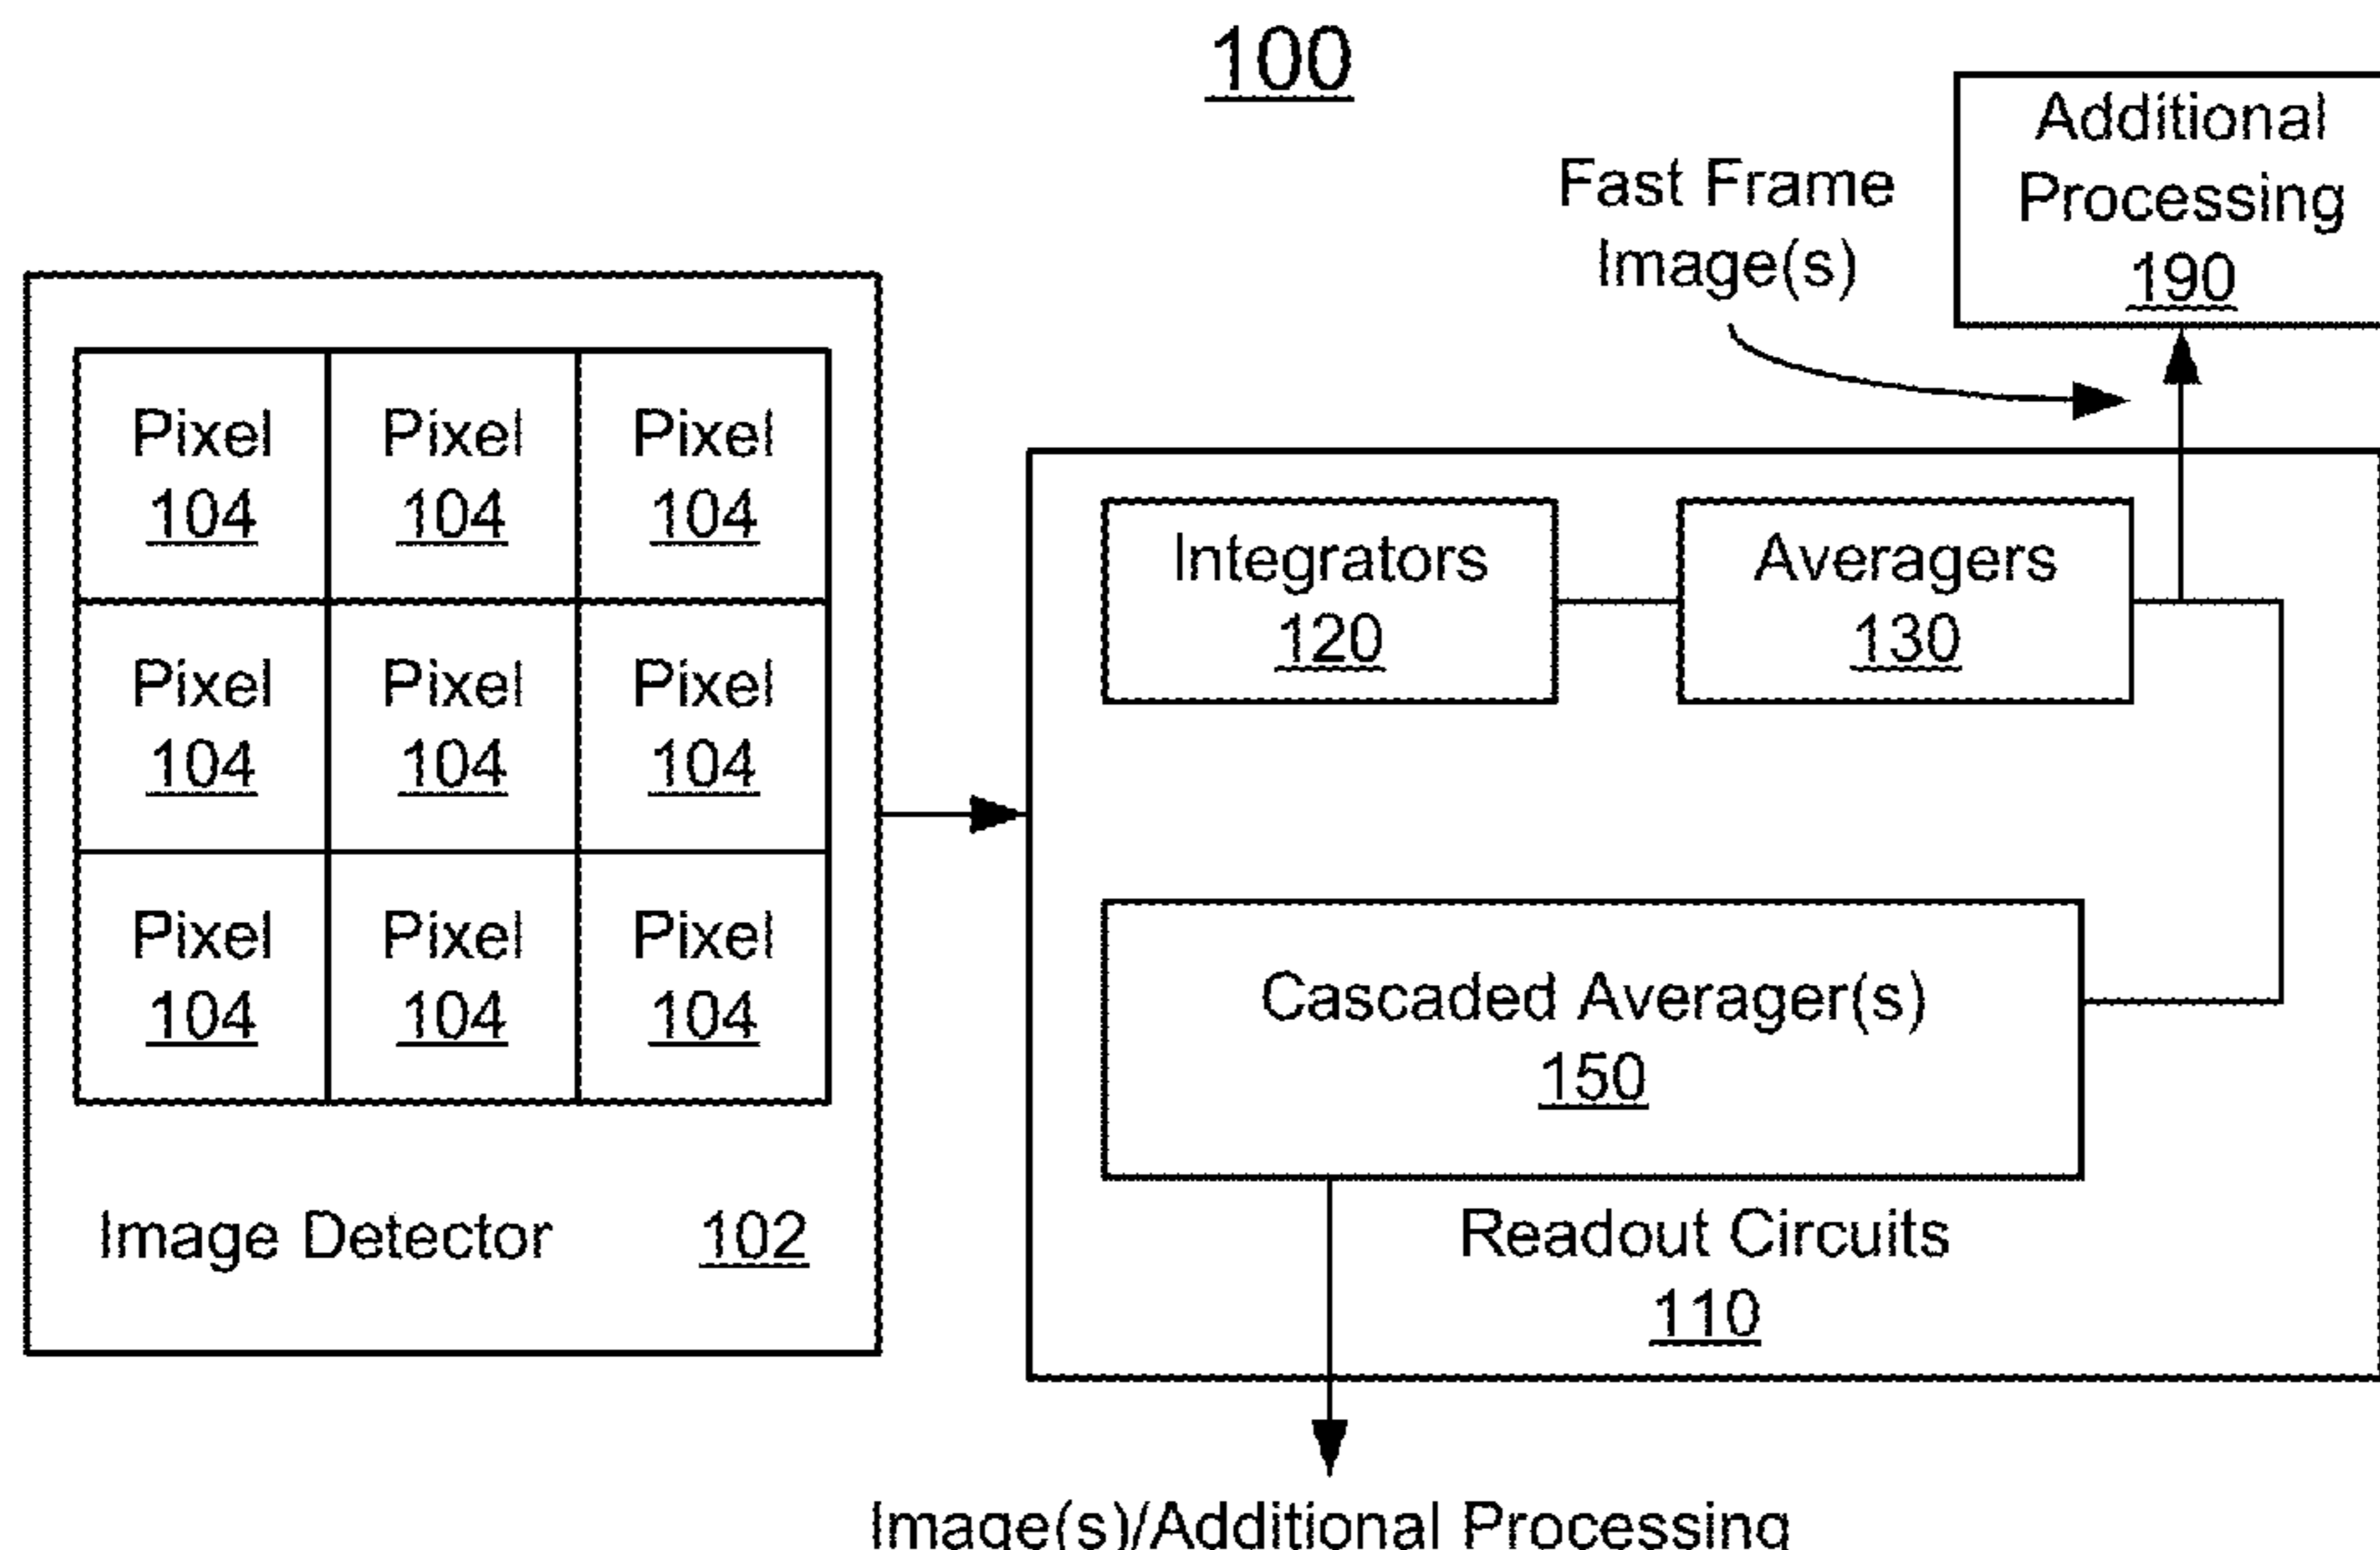 100
Additional
Processing
190
Fast Frame
Image(s)
Pixel Pixel Pixel
104 104 104
Pixel Pixel Pixel
104 104 104
Pixel Pixel Pixel
104 104 104
Image Detector 102
Integrators
120
Averagers
130
Cascaded Averager(s)
150
Readout Circuits
110
Image(s)/Additional Processing